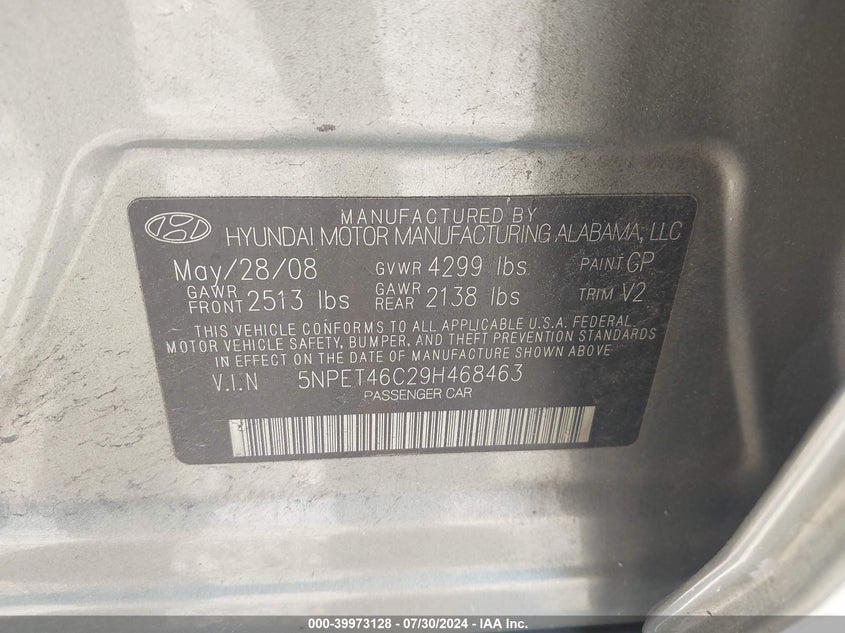 MANUFACTURED BY
HYUNDAI MOTOR MANUFACTURING ALABAMA, LLC
May/28/08 GVWR 4299 lbs PAINT GP
GAWR FRONT 2513 lbs GAWR REAR 2138 lbs TRIM V2
THIS VEHICLE CONFORMS TO ALL APPLICABLE U.S.A. FEDERAL
MOTOR VEHICLE SAFETY, BUMPER, AND THEFT PREVENTION STANDARDS
IN EFFECT ON THE DATE OF MANUFACTURE SHOWN ABOVE.
V.I.N 5NPET46C29H468463
PASSENGER CAR
000-39973128 - 07/30/2024 - IAA Inc.